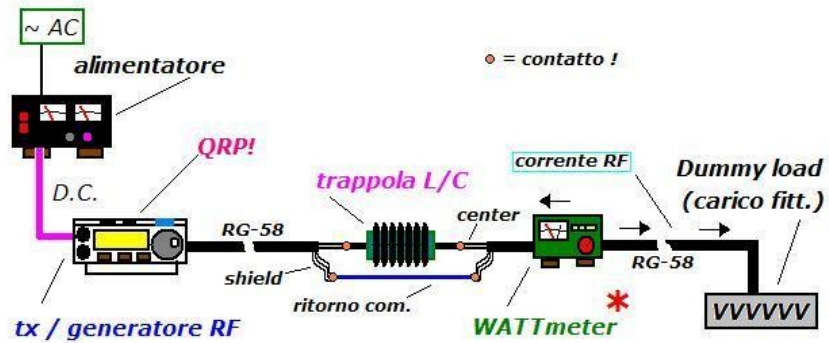 ~ AC
alimentatore
= contatto !
QRP!
D.C.
trappola L/C
corrente RF
Dummy load
(carico fitt.)
RG-58
center
RG-58
shield
ritorno com.
tx / generatore RF
WATTmeter*
VVVVVV